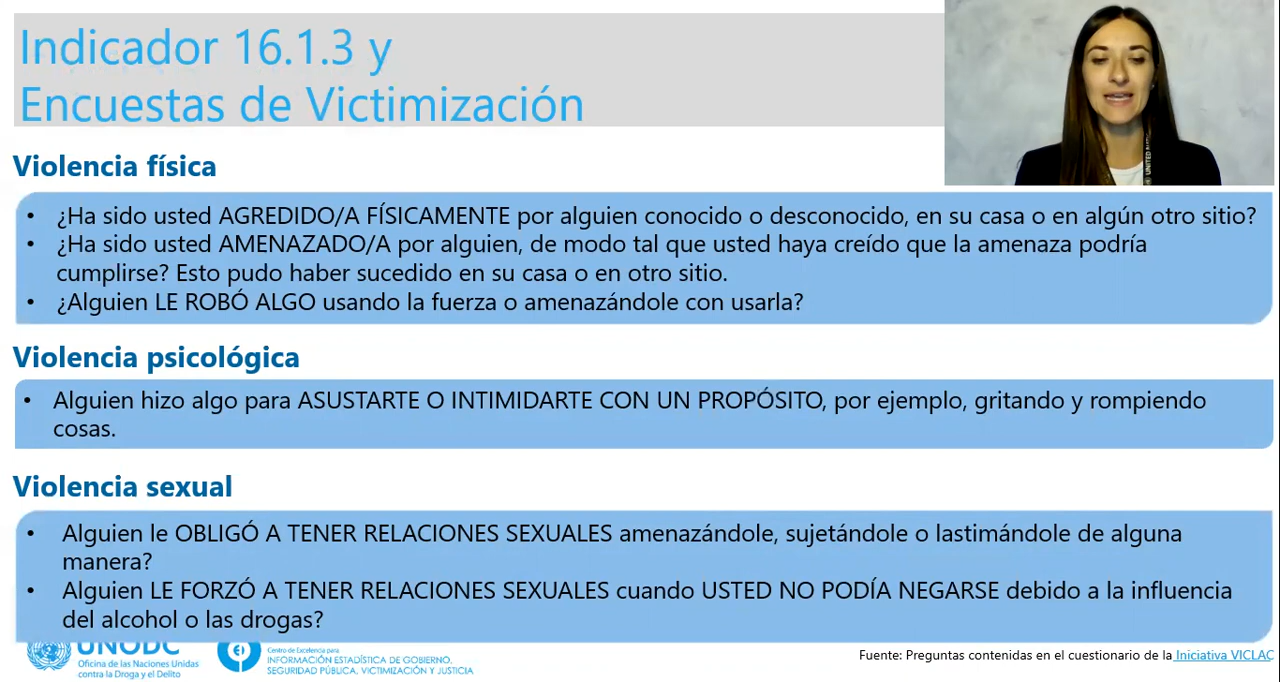 Indicador 16.1.3 y
Encuestas de Victimización
UNITED NA
Violencia física
• ¿Ha sido usted AGREDIDO/A FÍSICAMENTE por alguien conocido o desconocido, en su casa o en algún otro sitio?
• ¿Ha sido usted AMENAZADO/A por alguien, de modo tal que usted haya creído que la amenaza podría
cumplirse? Esto pudo haber sucedido en su casa o en otro sitio.
• ¿Alguien LE ROBÓ ALGO usando la fuerza o amenazándole con usarla?
Violencia psicológica
• Alguien hizo algo para ASUSTARTE O INTIMIDARTE CON UN PROPÓSITO, por ejemplo, gritando y rompiendo
cosas.
Violencia sexual
• Alguien le OBLIGÓ A TENER RELACIONES SEXUALES amenazándole, sujetándole o lastimándole de alguna
manera?
• Alguien LE FORZÓ A TENER RELACIONES SEXUALES cuando USTED NO PODÍA NEGARSE debido a la influencia
del alcohol o las drogas?
UNODC
Oficina de las Naciones Unidas
contra la Droga y el Delito
Centro de Excelencia para
INFORMACIÓN ESTADÍSTICA DE GOBIERNO,
SEGURIDAD PÚBLICA, VICTIMIZACIÓN Y JUSTICIA
Fuente: Preguntas contenidas en el cuestionario de la Iniciativa VICLAC